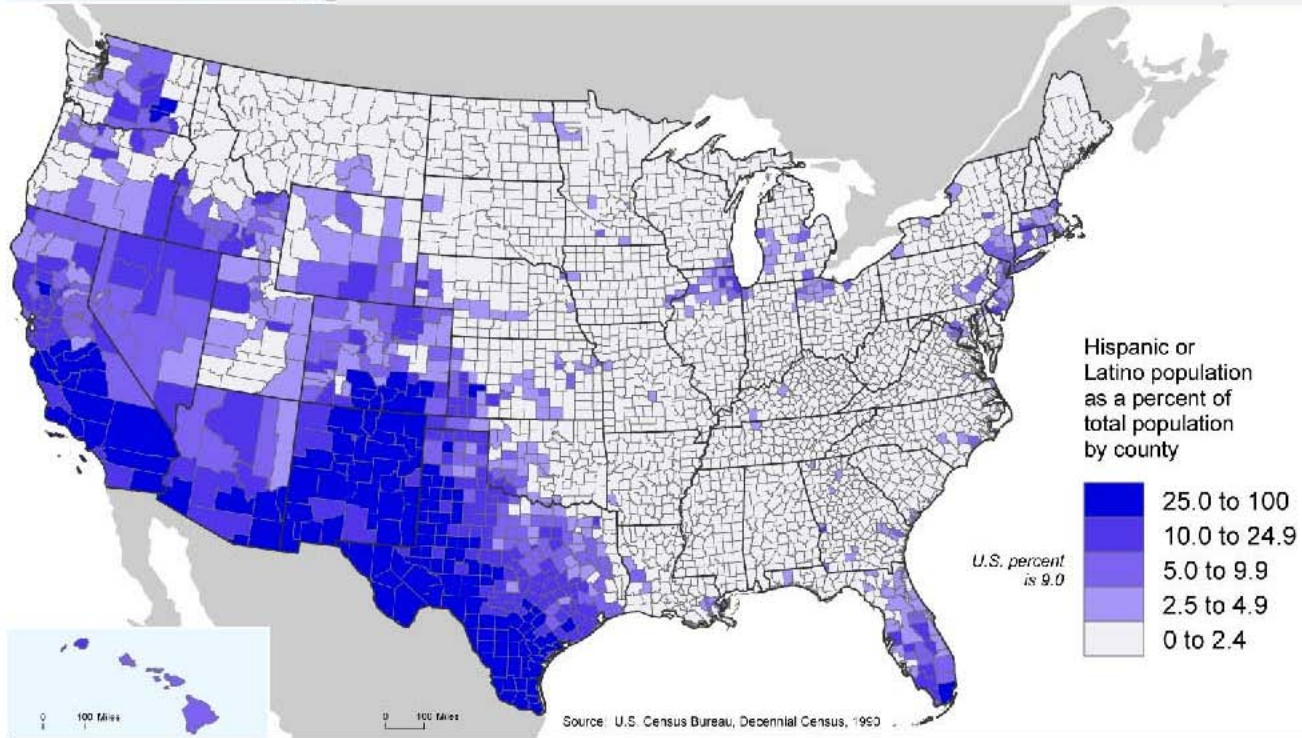 Hispanic or
Latino population
as a percent of
total population
by county
25.0 to 100
10.0 to 24.9
5.0 to 9.9
2.5 to 4.9
0 to 2.4
U.S. percent
is 9.0
0 100 Miles
0 100 Miles
Source: U.S. Census Bureau, Decennial Census, 1990